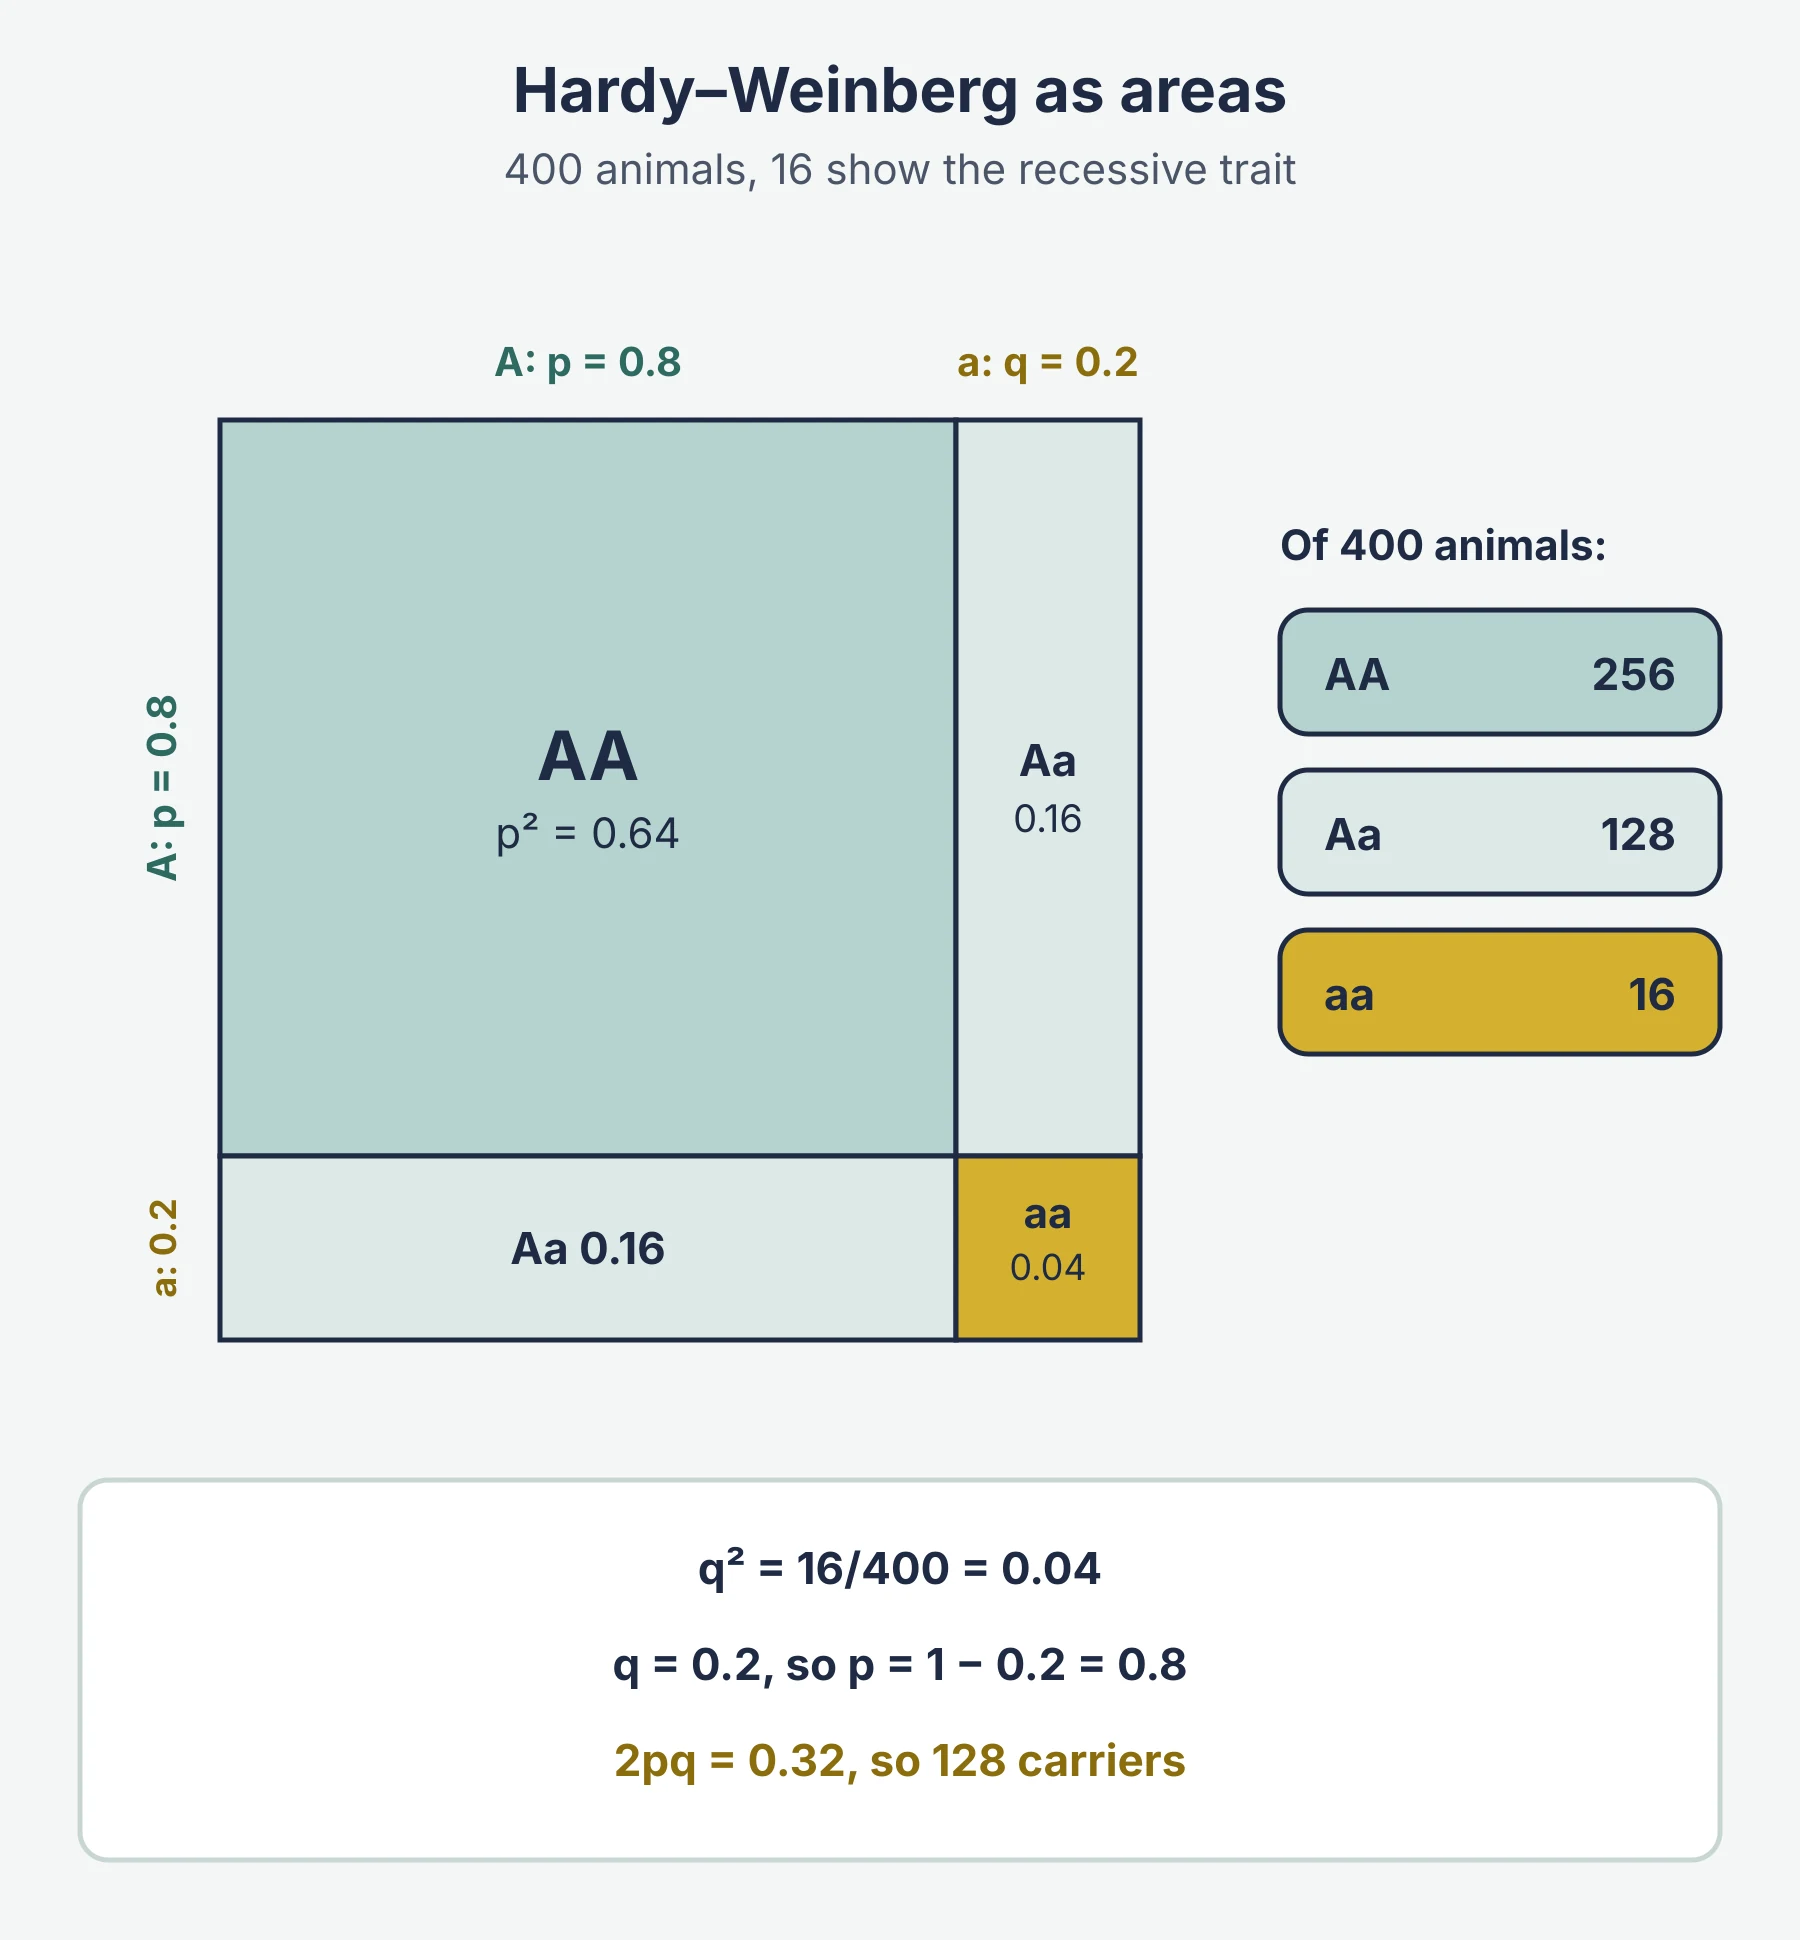 Hardy–Weinberg as areas
400 animals, 16 show the recessive trait
A: p = 0.8
a: q = 0.2
A: p = 0.8
AA
p² = 0.64
Aa
0.16
a: 0.2
Aa 0.16
aa
0.04
Of 400 animals:
AA 256
Aa 128
aa 16
q² = 16/400 = 0.04
q = 0.2, so p = 1 − 0.2 = 0.8
2pq = 0.32, so 128 carriers